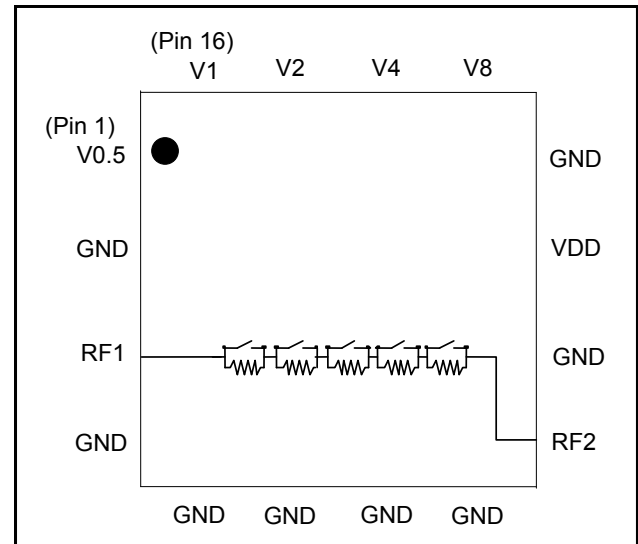 (Pin 16)
V1 V2 V4 V8
(Pin 1)
V0.5 GND
GND VDD
RF1 GND
GND RF2
GND GND GND GND